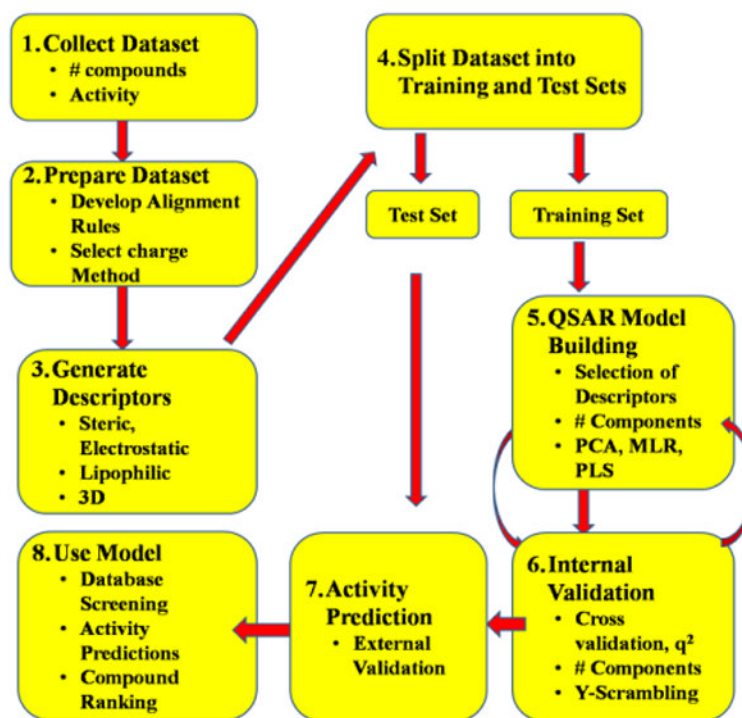 1. Collect Dataset
• # compounds
• Activity
2. Prepare Dataset
• Develop Alignment
Rules
• Select charge
Method
3. Generate
Descriptors
• Steric,
Electrostatic
• Lipophilic
• 3D
4. Split Dataset into
Training and Test Sets
Test Set
Training Set
5. QSAR Model
Building
• Selection of
Descriptors
• # Components
• PCA, MLR,
PLS
6. Internal
Validation
• Cross
validation, q²
• # Components
• Y-Scrambling
7. Activity
Prediction
• External
Validation
8. Use Model
• Database
Screening
• Activity
Predictions
• Compound
Ranking